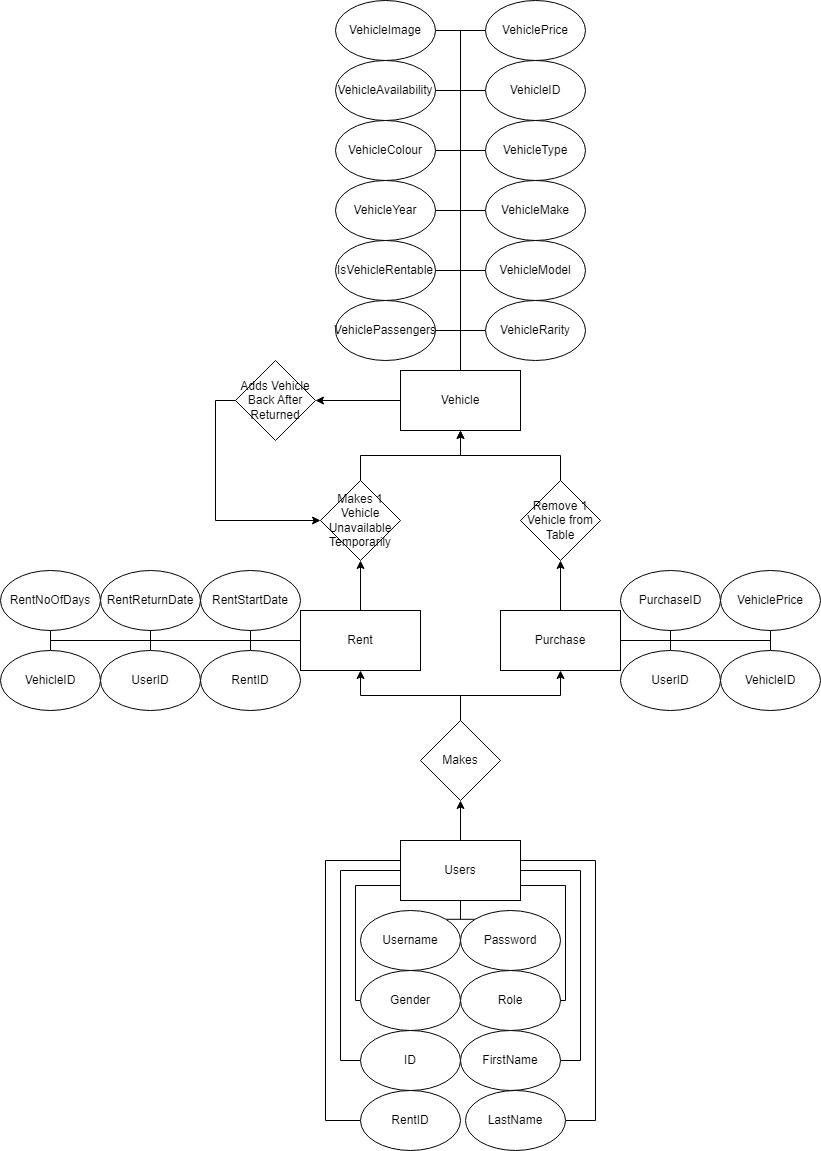 VehicleImage
VehiclePrice
VehicleAvailability
VehicleID
VehicleColour
VehicleType
VehicleYear
VehicleMake
IsVehicleRentable
VehicleModel
VehiclePassengers
VehicleRarity
Adds Vehicle
Back After
Returned
Vehicle
Makes 1
Vehicle
Unavailable
Temporarily
Remove 1
Vehicle from
Table
RentNoOfDays
RentReturnDate
RentStartDate
Rent
Purchase
PurchaseID
VehiclePrice
VehicleID
UserID
RentID
UserID
VehicleID
Makes
Users
Username
Password
Gender
Role
ID
FirstName
RentID
LastName